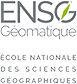 ENSG
Géomatique
ÉCOLE NATIONALE
DES SCIENCES
GÉOGRAPHIQUES